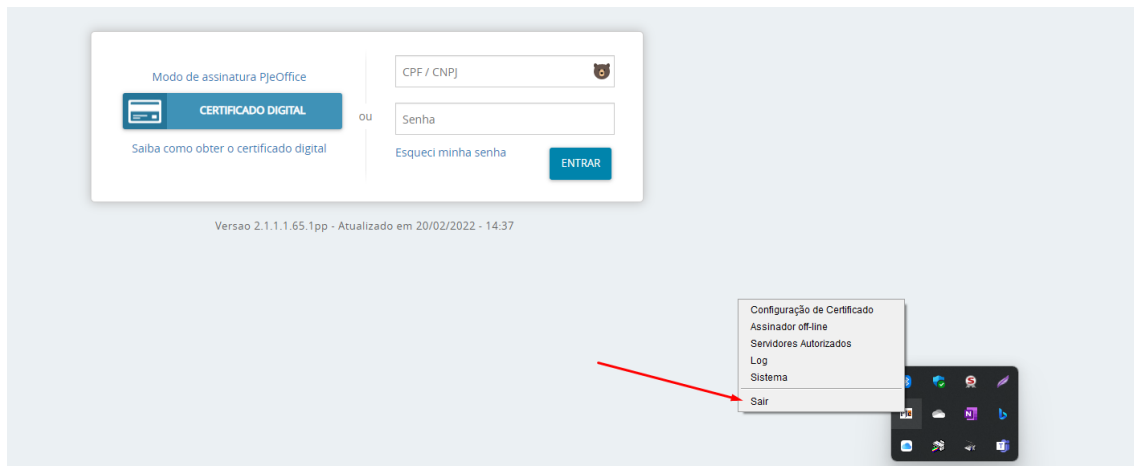 Modo de assinatura PJeOffice
CERTIFICADO DIGITAL
Saiba como obter o certificado digital
ou
CPF / CNPJ
Senha
Esqueci minha senha
ENTRAR
Versao 2.1.1.1.65.1pp - Atualizado em 20/02/2022 - 14:37
Configuração de Certificado
Assinador off-line
Servidores Autorizados
Log
Sistema
Sair